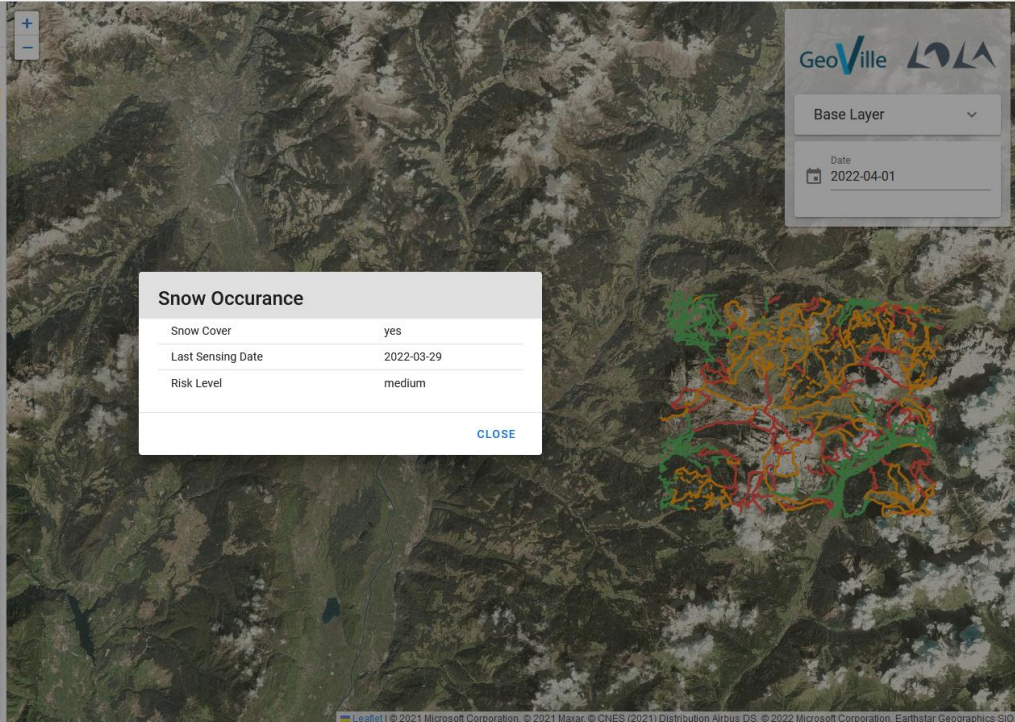 +
−
GeoVille LOLA
Base Layer
Date
2022-04-01
Snow Occurance
Snow Cover yes
Last Sensing Date 2022-03-29
Risk Level medium
CLOSE
Leaflet | © 2021 Microsoft Corporation, © 2021 Maxar, © CNES (2021) Distribution Airbus DS, © 2022 Microsoft Corporation, Earthstar Geographics SIO